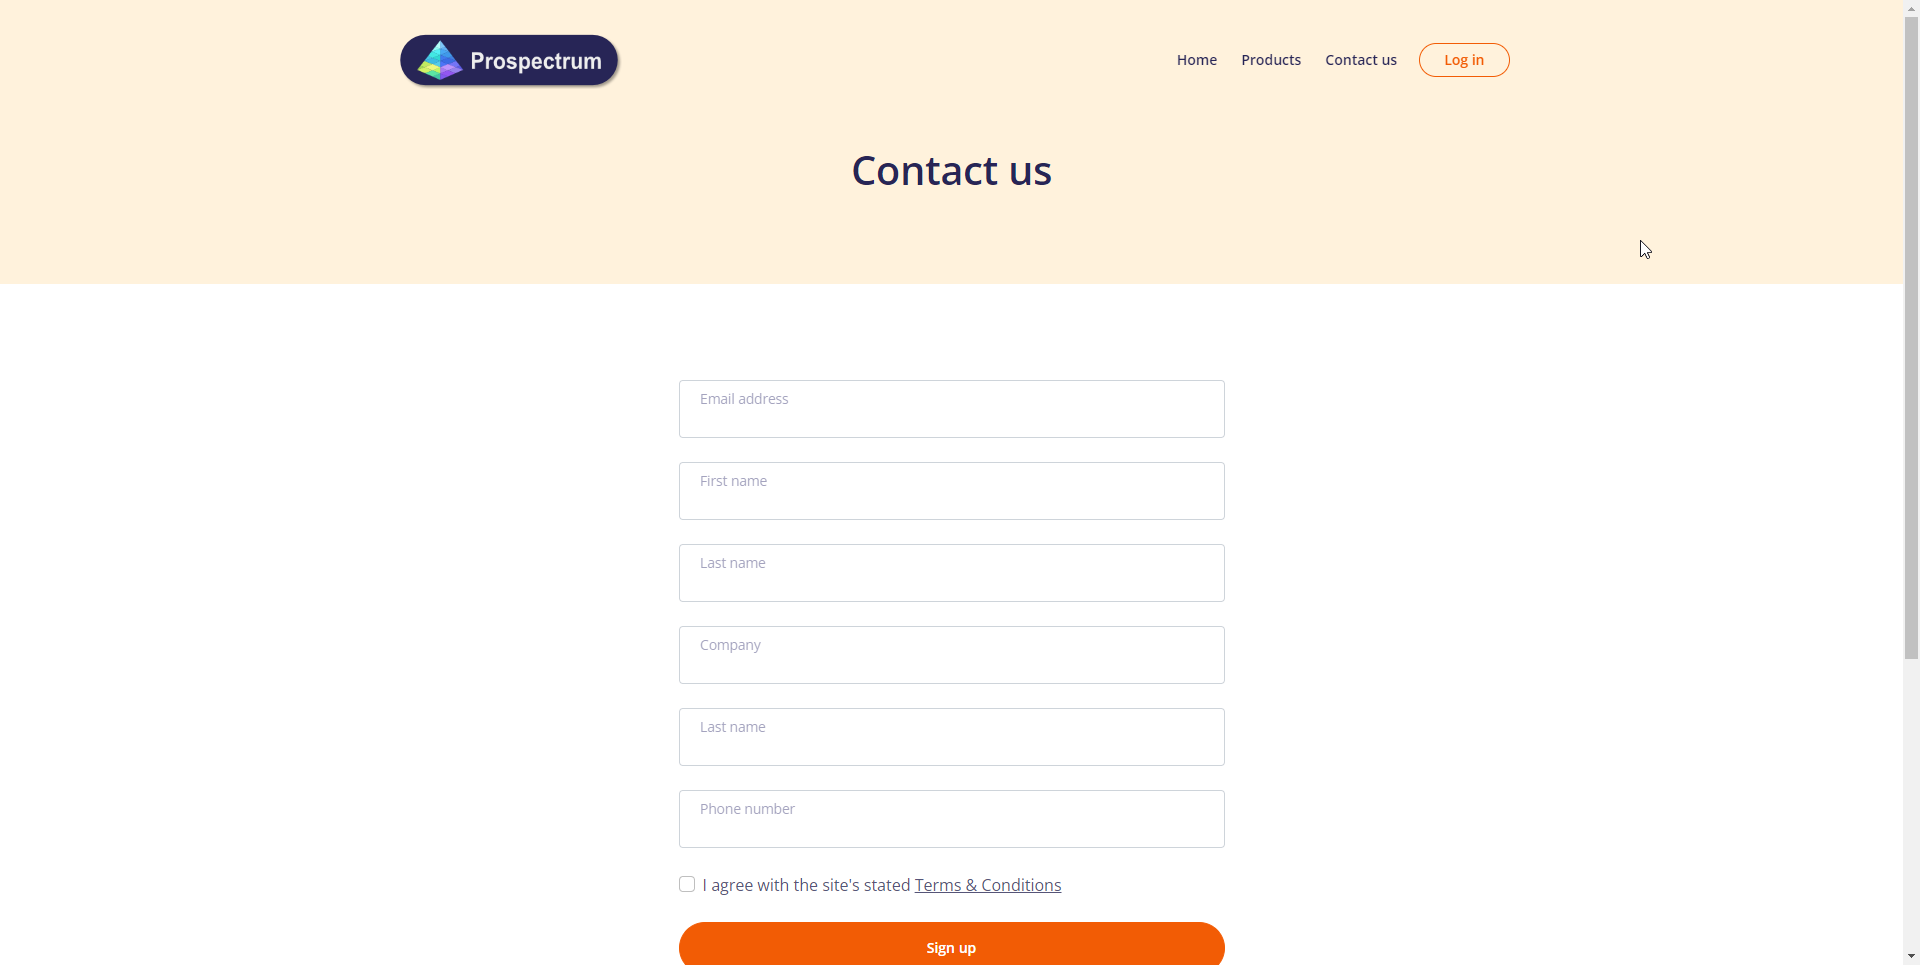 Prospectrum
Home Products Contact us Log in
Contact us
Email address
First name
Last name
Company
Last name
Phone number
I agree with the site's stated Terms & Conditions
Sign up